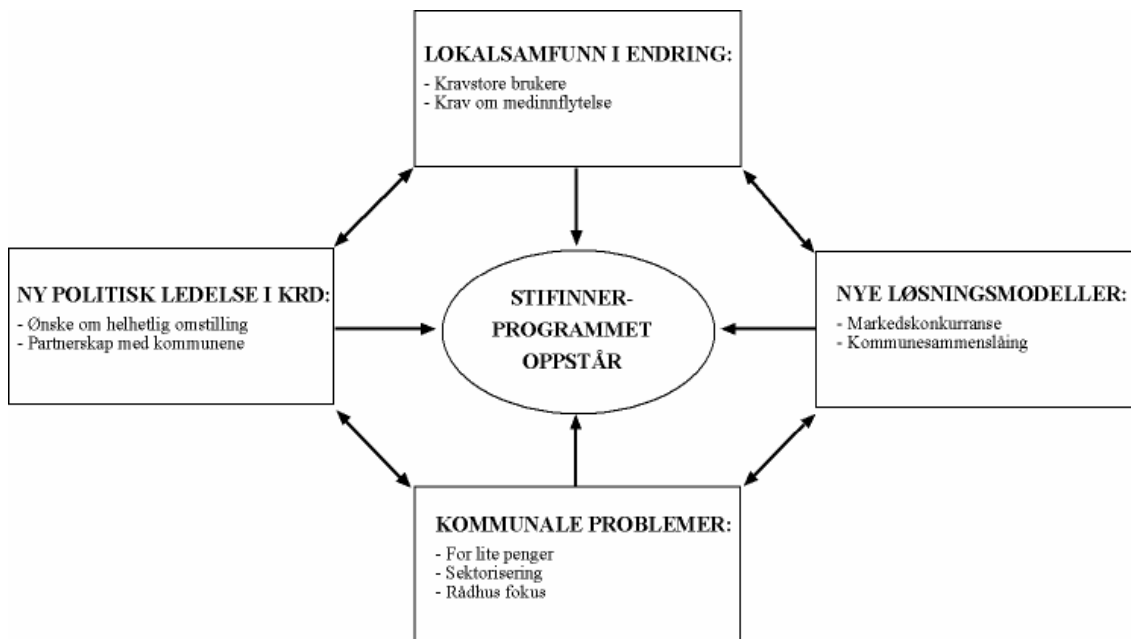 LOKALSAMFUNN I ENDRING:
- Kravstore brukere
- Krav om medinnflytelse
NY POLITISK LEDELSE I KRD:
- Ønske om helhetlig omstilling
- Partnerskap med kommunene
STIFINNER-
PROGRAMMET
OPPSTÅR
NYE LØSNINGSMODELLER:
- Markedskonkurranse
- Kommunesammenslåing
KOMMUNALE PROBLEMER:
- For lite penger
- Sektorisering
- Rådhus fokus